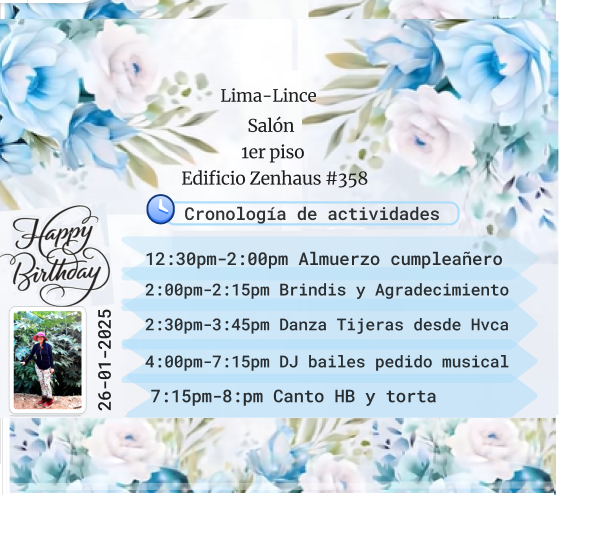 Lima-Lince
Salón
1er piso
Edificio Zenhaus #358
Cronología de actividades
Happy
Birthday
26-01-2025
12:30pm-2:00pm Almuerzo cumpleañero
2:00pm-2:15pm Brindis y Agradecimiento
2:30pm-3:45pm Danza Tijeras desde Hvca
4:00pm-7:15pm DJ bailes pedido musical
7:15pm-8:pm Canto HB y torta